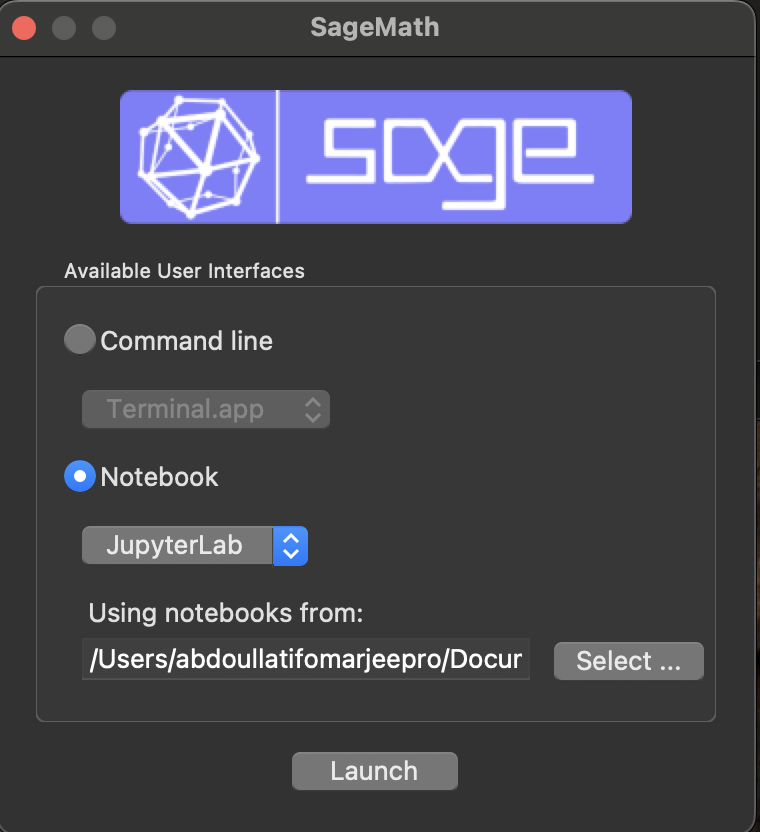 SageMath
sage
Available User Interfaces
Command line
Terminal.app
Notebook
JupyterLab
Using notebooks from:
/Users/abdoullatifomarjeepro/Docur
Select ...
Launch